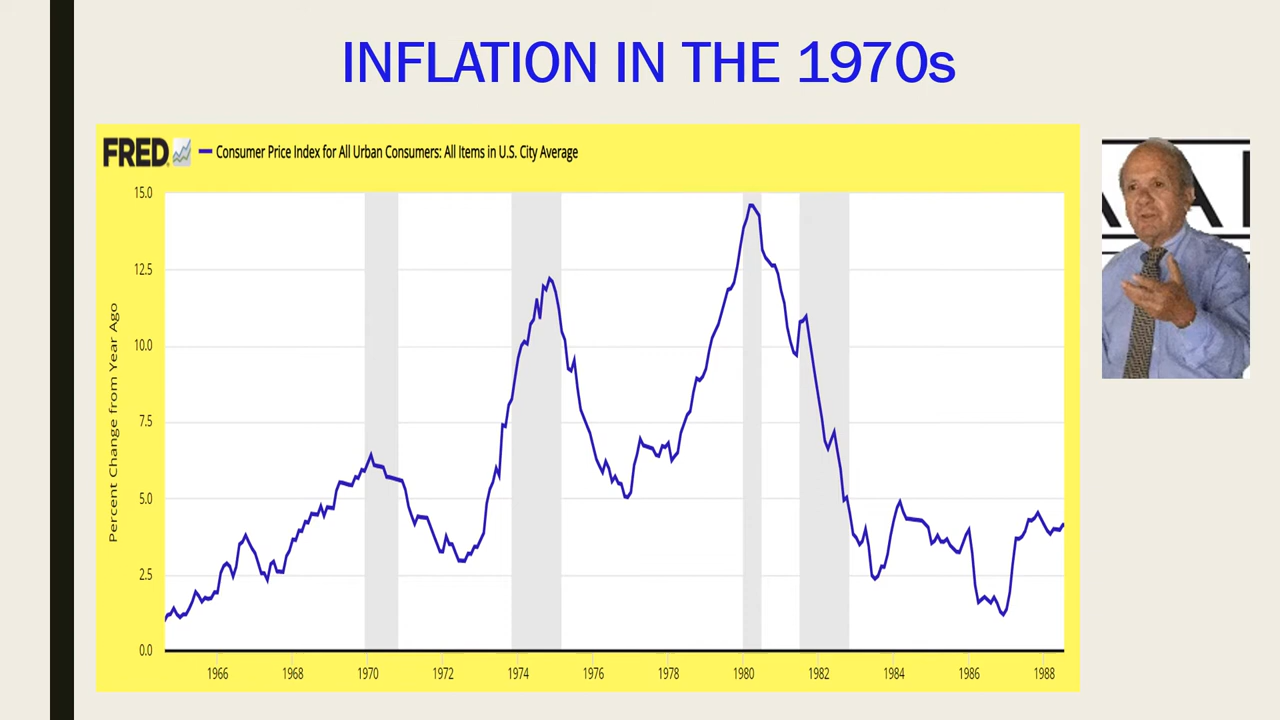 INFLATION IN THE 1970s
FRED
Consumer Price Index for All Urban Consumers: All Items in U.S. City Average
Percent Change from Year Ago
15.0
12.5
10.0
7.5
5.0
2.5
0.0
1966 1968 1970 1972 1974 1976 1978 1980 1982 1984 1986 1988